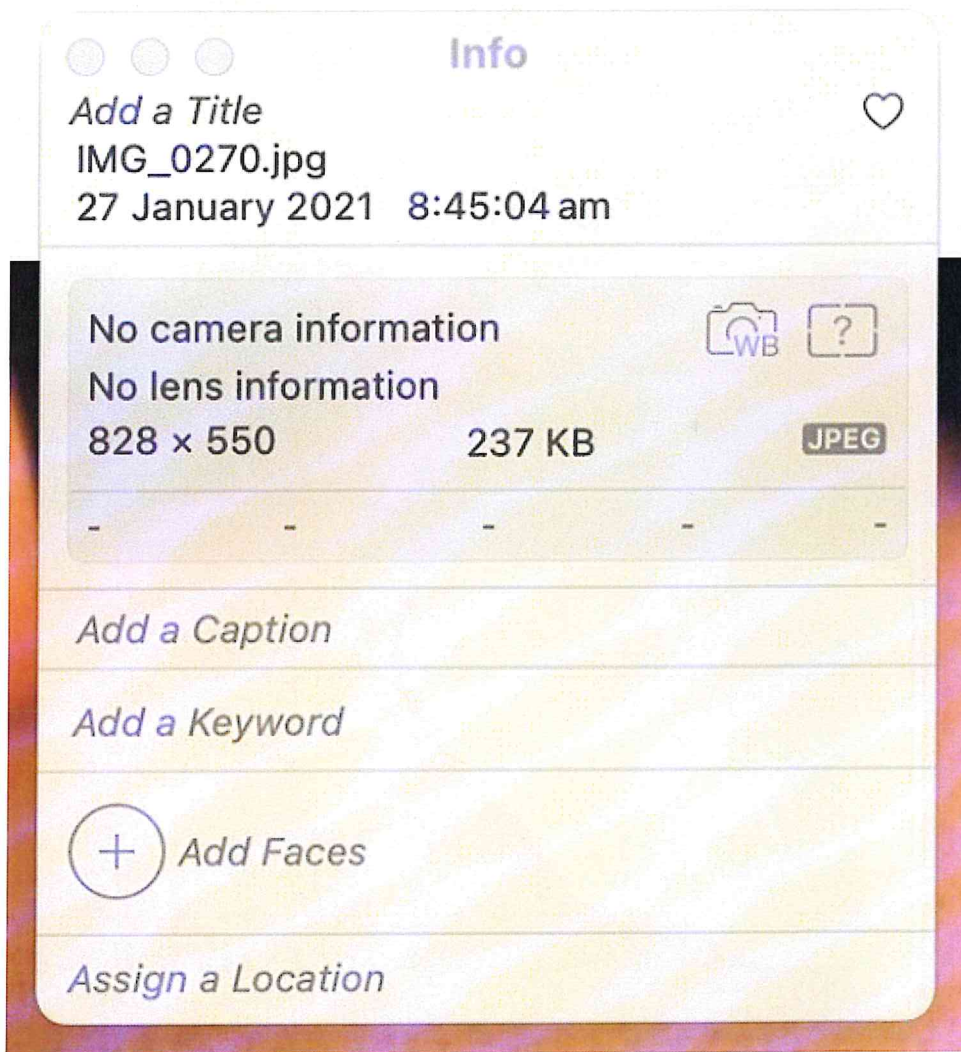 Info
Add a Title
IMG_0270.jpg
27 January 2021 8:45:04 am
No camera information
WB
?
No lens information
828 × 550 237 KB JPEG
- - - - -
Add a Caption
Add a Keyword
+ Add Faces
Assign a Location